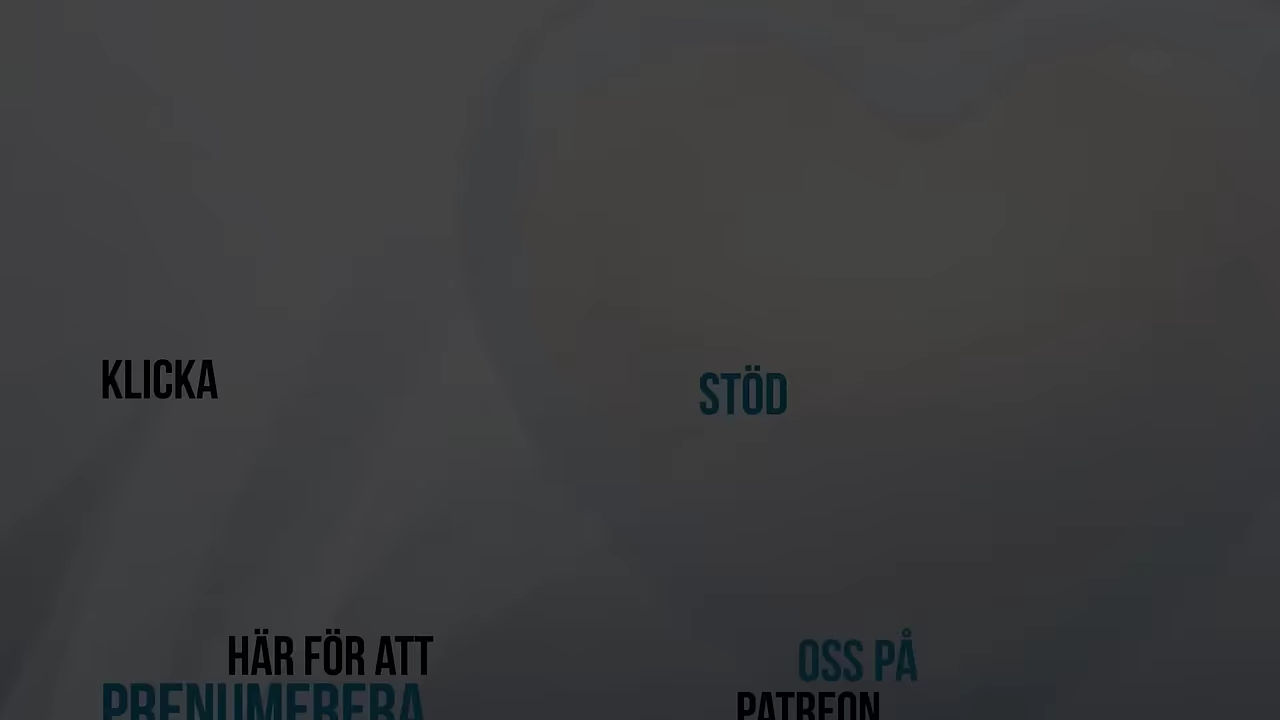 KLICKA
HÄR FÖR ATT
PRENUMERERA
STÖD
OSS PÅ
PATREON